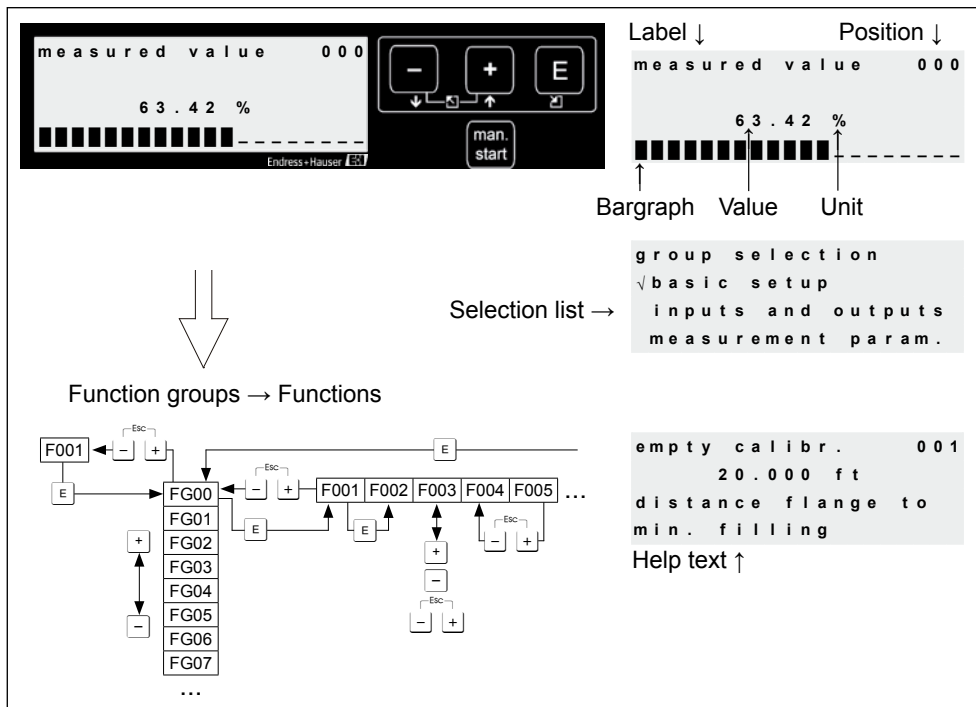 measured value 000
63.42 %
Endress+Hauser EH
− + E
man.
start
Label ↓ Position ↓
measured value 000
63.42 %
Bargraph Value Unit
group selection
√basic setup
inputs and outputs
measurement param.
Selection list →
Function groups → Functions
Esc
F001 − +
E
E
FG00
FG01
FG02
FG03
FG04
FG05
FG06
FG07
...
+
−
E
Esc
− +
F001 F002 F003 F004 F005 ...
E
+
−
Esc
− +
Esc
− +
empty calibr. 001
20.000 ft
distance flange to
min. filling
Help text ↑